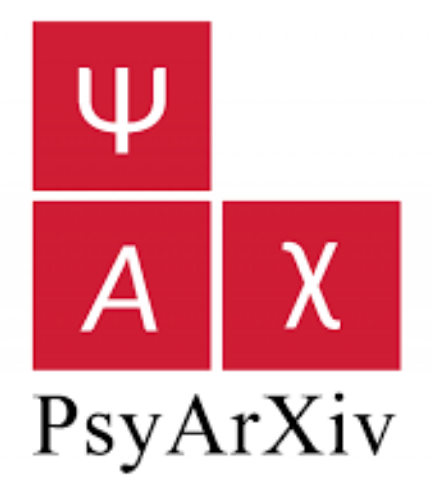 Ψ
A χ
PsyArXiv